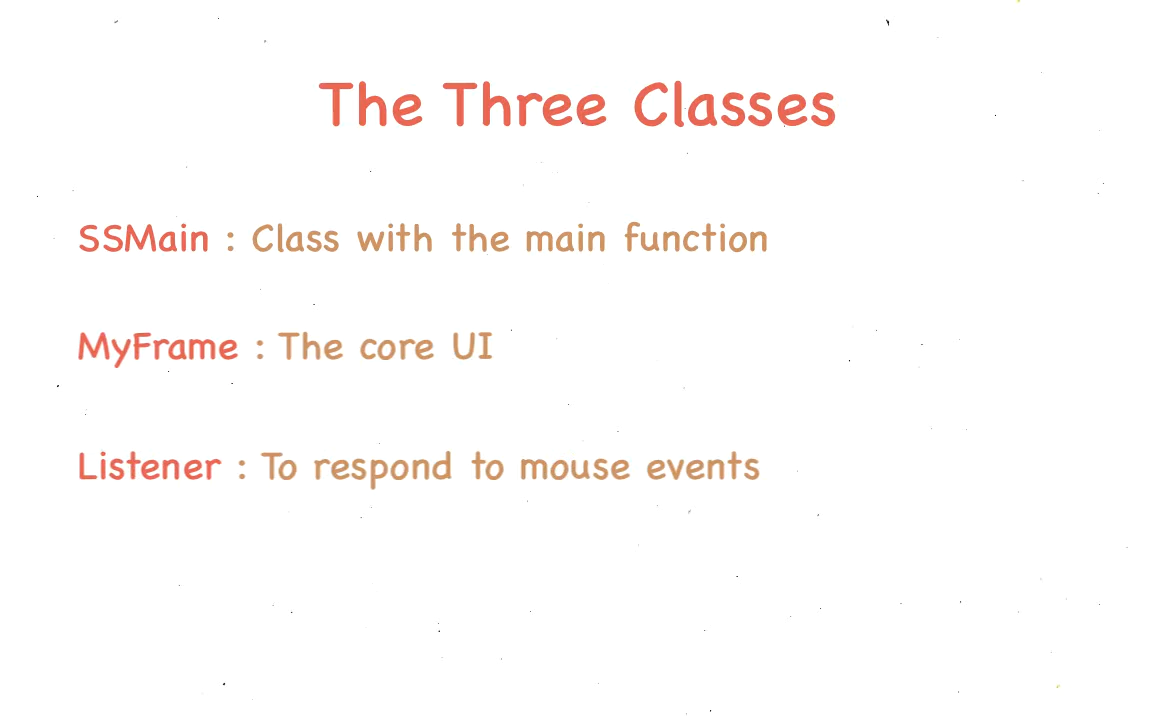 The Three Classes
SSMain : Class with the main function
MyFrame : The core UI
Listener : To respond to mouse events